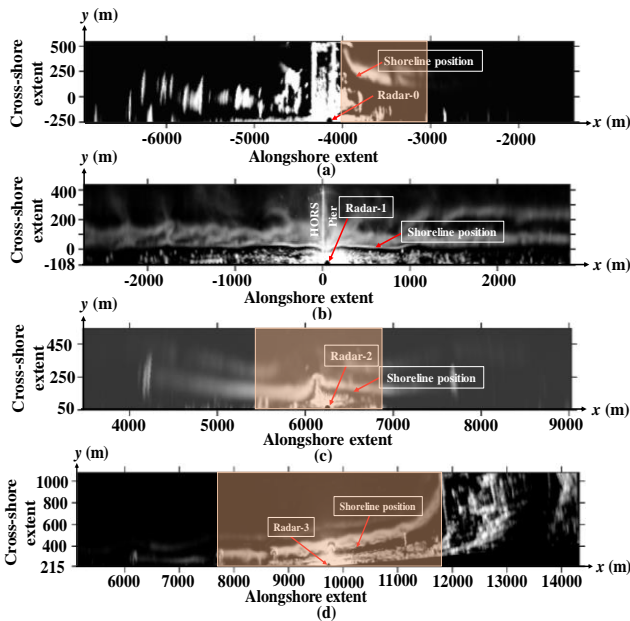 y (m)
500
250
0
-250
Cross-shore
extent
Shoreline position
Radar-0
-6000 -5000 -4000 -3000 -2000
x (m)
Alongshore extent
(a)
y (m)
400
200
0
-108
Cross-shore
extent
HORS
Pier
Radar-1
Shoreline position
-2000 -1000 0 1000 2000
x (m)
Alongshore extent
(b)
y (m)
450
250
50
Cross-shore
extent
Radar-2
Shoreline position
4000 5000 6000 7000 8000 9000
x (m)
Alongshore extent
(c)
y (m)
1000
800
600
400
215
Cross-shore
extent
Shoreline position
Radar-3
6000 7000 8000 9000 10000 11000 12000 13000 14000
x (m)
Alongshore extent
(d)